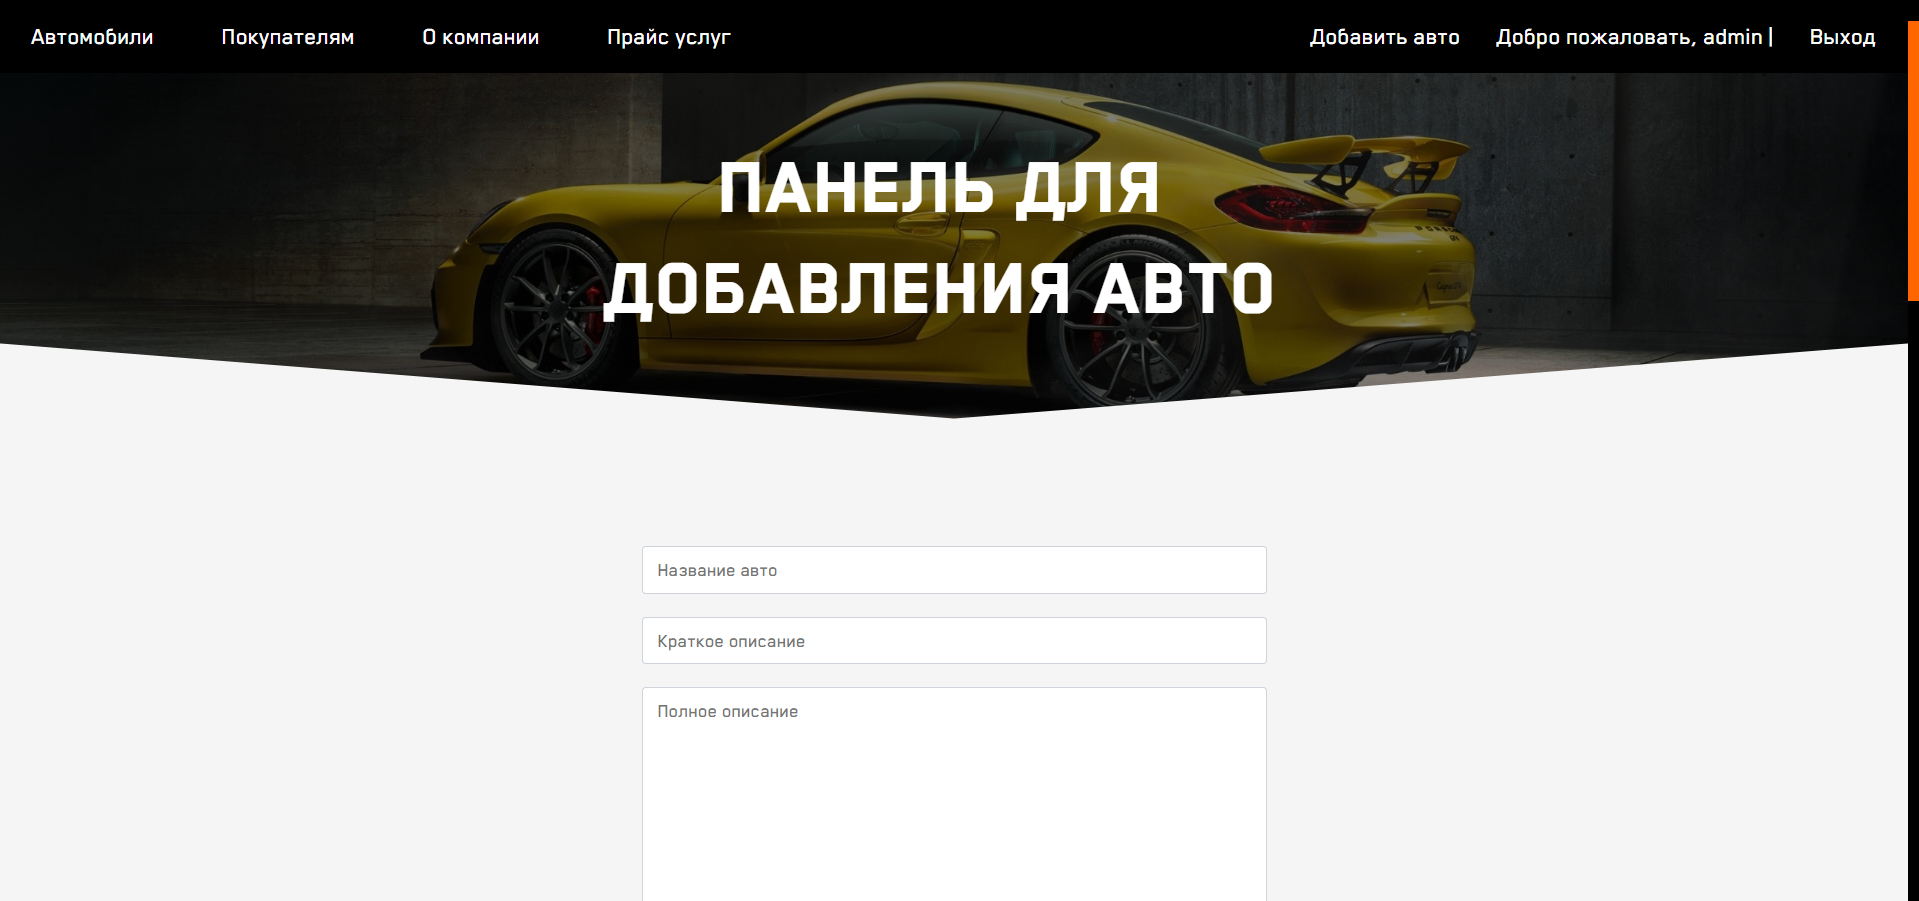 Автомобили Покупателям О компании Прайс услуг Добавить авто Добро пожаловать, admin | Выход
ПАНЕЛЬ ДЛЯ
ДОБАВЛЕНИЯ АВТО
Название авто
Краткое описание
Полное описание